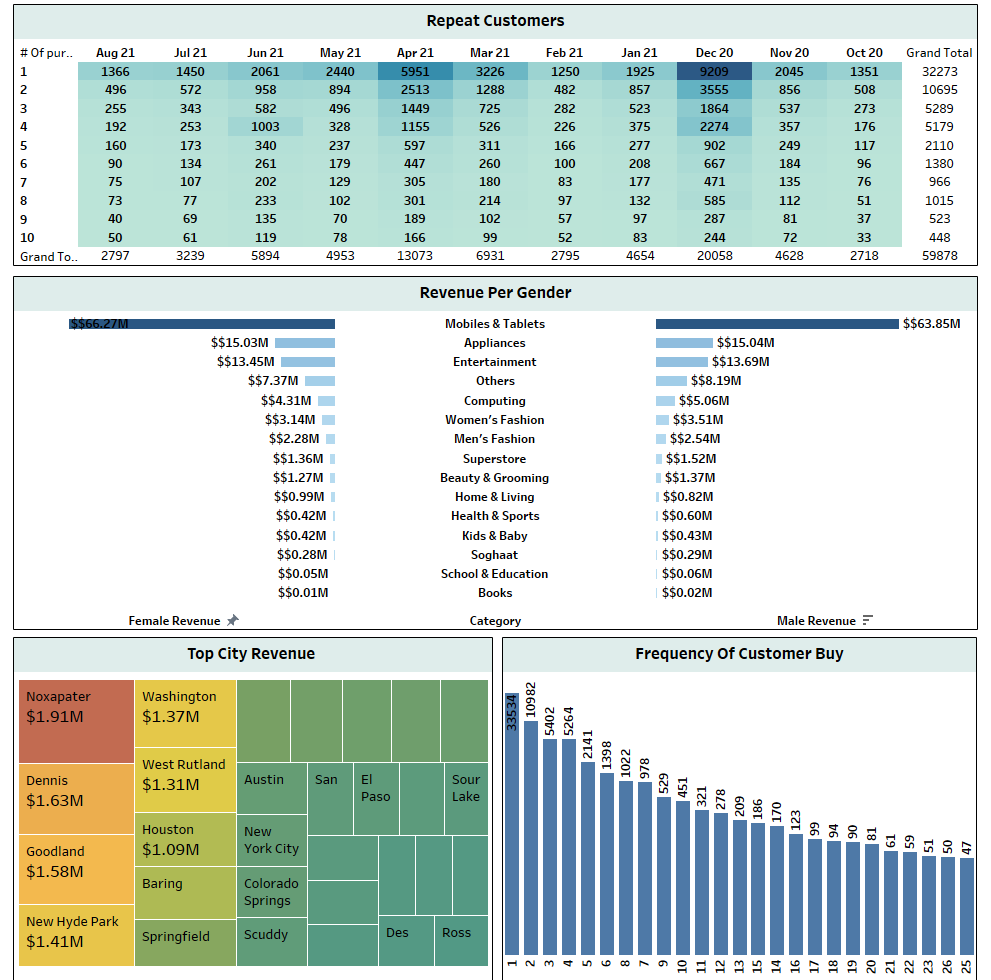 Repeat Customers
# Of pur.. Aug 21 Jul 21 Jun 21 May 21 Apr 21 Mar 21 Feb 21 Jan 21 Dec 20 Nov 20 Oct 20 Grand Total
1 1366 1450 2061 2440 5951 3226 1250 1925 9209 2045 1351 32273
2 496 572 958 894 2513 1288 482 857 3555 856 508 10695
3 255 343 582 496 1449 725 282 523 1864 537 273 5289
4 192 253 1003 328 1155 526 226 375 2274 357 176 5179
5 160 173 340 237 597 311 166 277 902 249 117 2110
6 90 134 261 179 447 260 100 208 667 184 96 1380
7 75 107 202 129 305 180 83 177 471 135 76 966
8 73 77 233 102 301 214 97 132 585 112 51 1015
9 40 69 135 70 189 102 57 97 287 81 37 523
10 50 61 119 78 166 99 52 83 244 72 33 448
Grand To.. 2797 3239 5894 4953 13073 6931 2795 4654 20058 4628 2718 59878
Revenue Per Gender
$$66.27M Mobiles & Tablets $$63.85M
$$15.03M Appliances $$15.04M
$$13.45M Entertainment $$13.69M
$$7.37M Others $$8.19M
$$4.31M Computing $$5.06M
$$3.14M Women's Fashion $$3.51M
$$2.28M Men's Fashion $$2.54M
$$1.36M Superstore $$1.52M
$$1.27M Beauty & Grooming $$1.37M
$$0.99M Home & Living $$0.82M
$$0.42M Health & Sports $$0.60M
$$0.42M Kids & Baby $$0.43M
$$0.28M Soghaat $$0.29M
$$0.05M School & Education $$0.06M
$$0.01M Books $$0.02M
Female Revenue Category Male Revenue
Top City Revenue
Noxapater
$1.91M
Dennis
$1.63M
Goodland
$1.58M
New Hyde Park
$1.41M
Washington
$1.37M
West Rutland
$1.31M
Houston
$1.09M
Baring
Springfield
Austin
New
York City
Colorado
Springs
Scuddy
San
El
Paso
Sour
Lake
Des
Ross
Frequency Of Customer Buy
33534 10982 5402 5264 2141 1398 1022 978 529 451 321 278 209 186 170 123 99 94 90 81 61 59 51 50 47
1 2 3 4 5 6 8 7 9 10 11 12 13 15 14 16 17 18 19 20 21 22 23 26 25